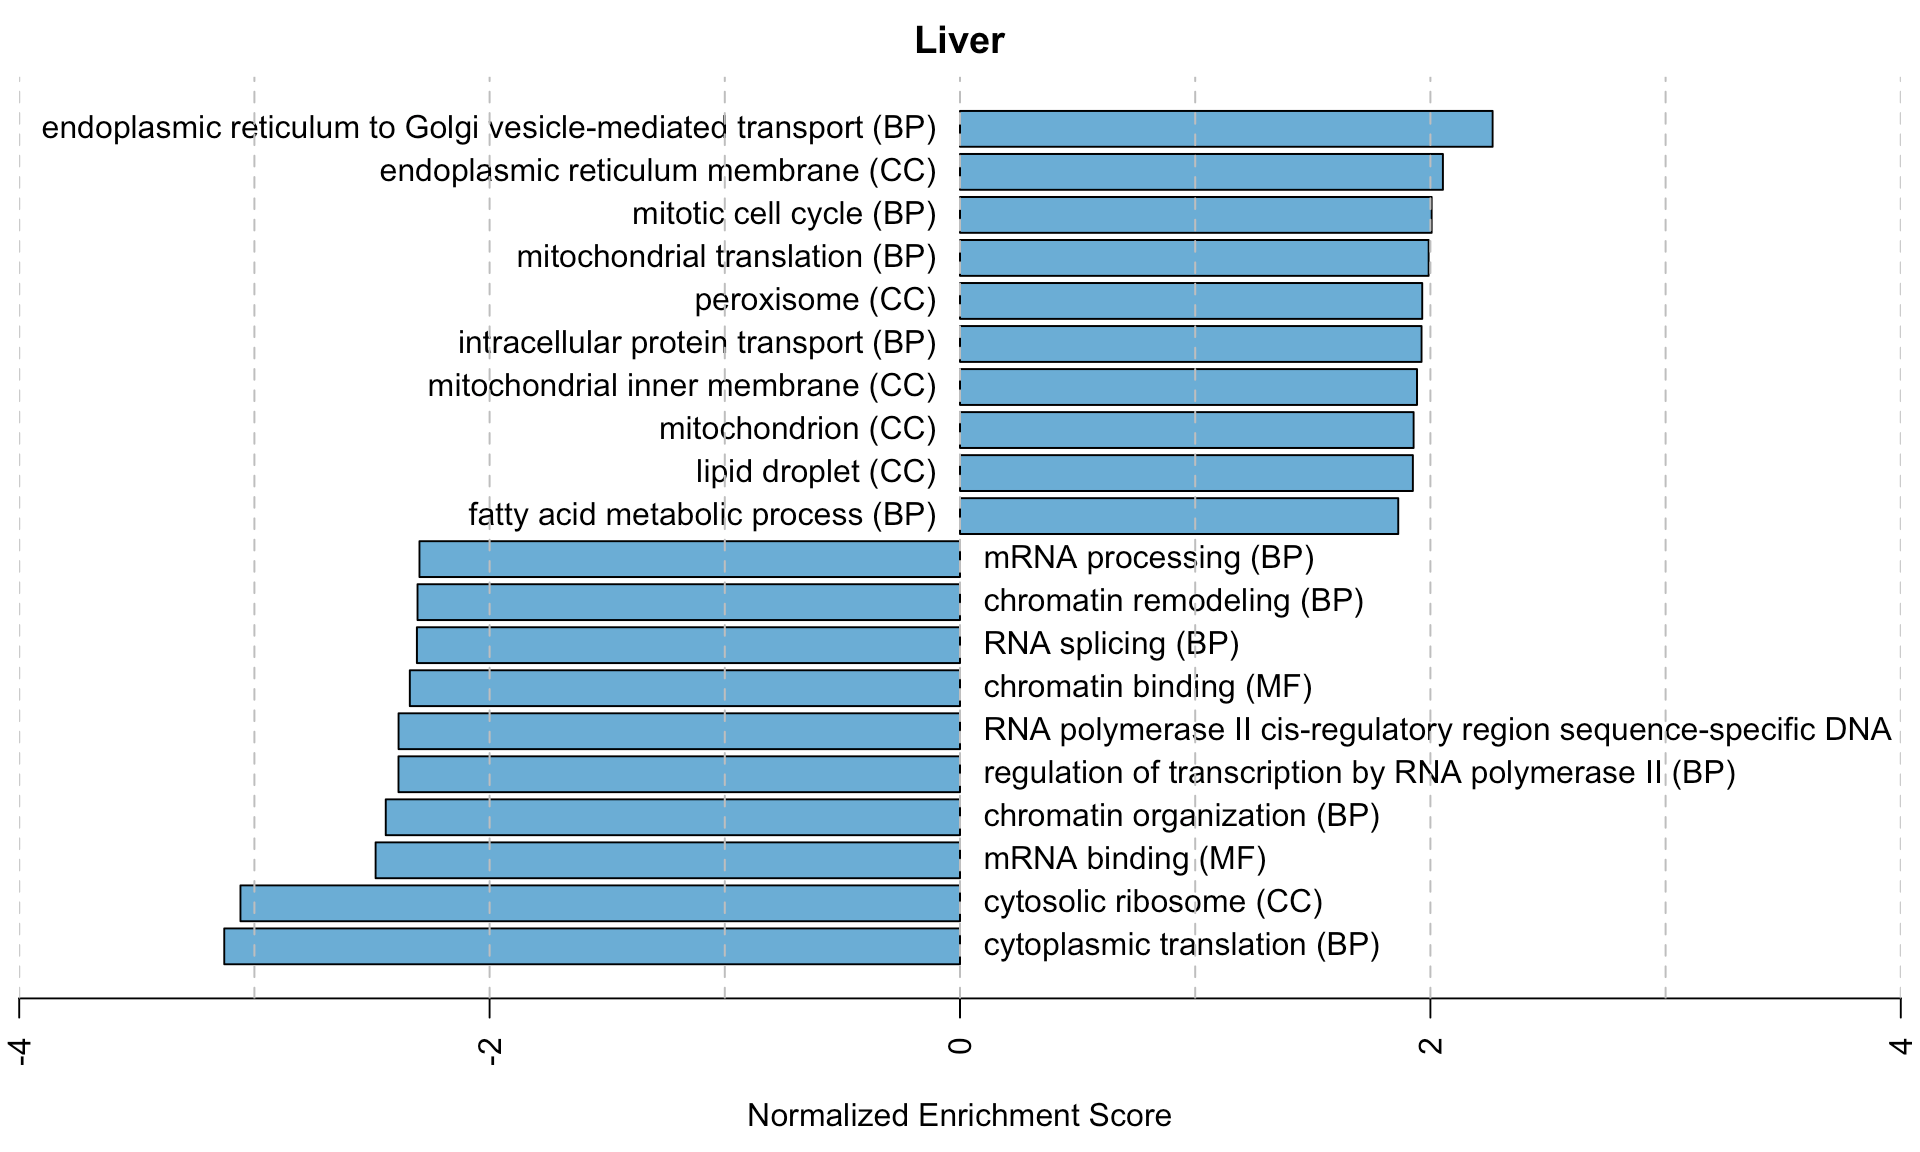 Liver
endoplasmic reticulum to Golgi vesicle-mediated transport (BP)
endoplasmic reticulum membrane (CC)
mitotic cell cycle (BP)
mitochondrial translation (BP)
peroxisome (CC)
intracellular protein transport (BP)
mitochondrial inner membrane (CC)
mitochondrion (CC)
lipid droplet (CC)
fatty acid metabolic process (BP)
mRNA processing (BP)
chromatin remodeling (BP)
RNA splicing (BP)
chromatin binding (MF)
RNA polymerase II cis-regulatory region sequence-specific DNA
regulation of transcription by RNA polymerase II (BP)
chromatin organization (BP)
mRNA binding (MF)
cytosolic ribosome (CC)
cytoplasmic translation (BP)
-4 -2 0 2 4
Normalized Enrichment Score